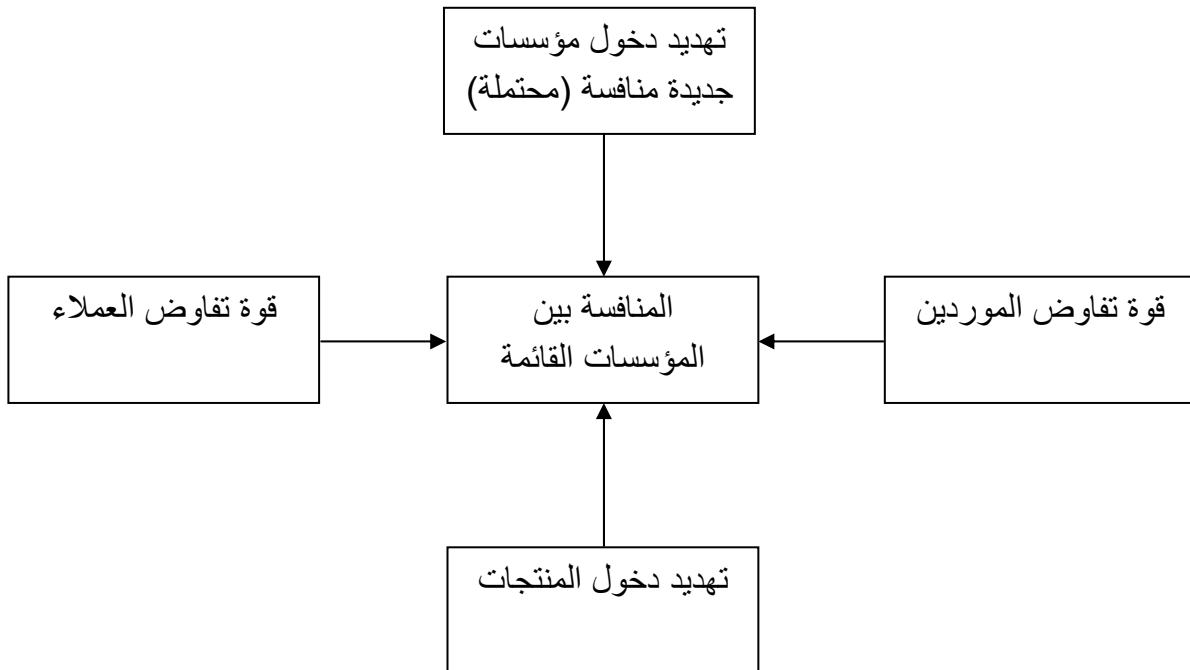 تهديد دخول مؤسسات
جديدة منافسة (محتملة)
قوة تفاوض الموردين
المنافسة بين
المؤسسات القائمة
قوة تفاوض العملاء
تهديد دخول المنتجات